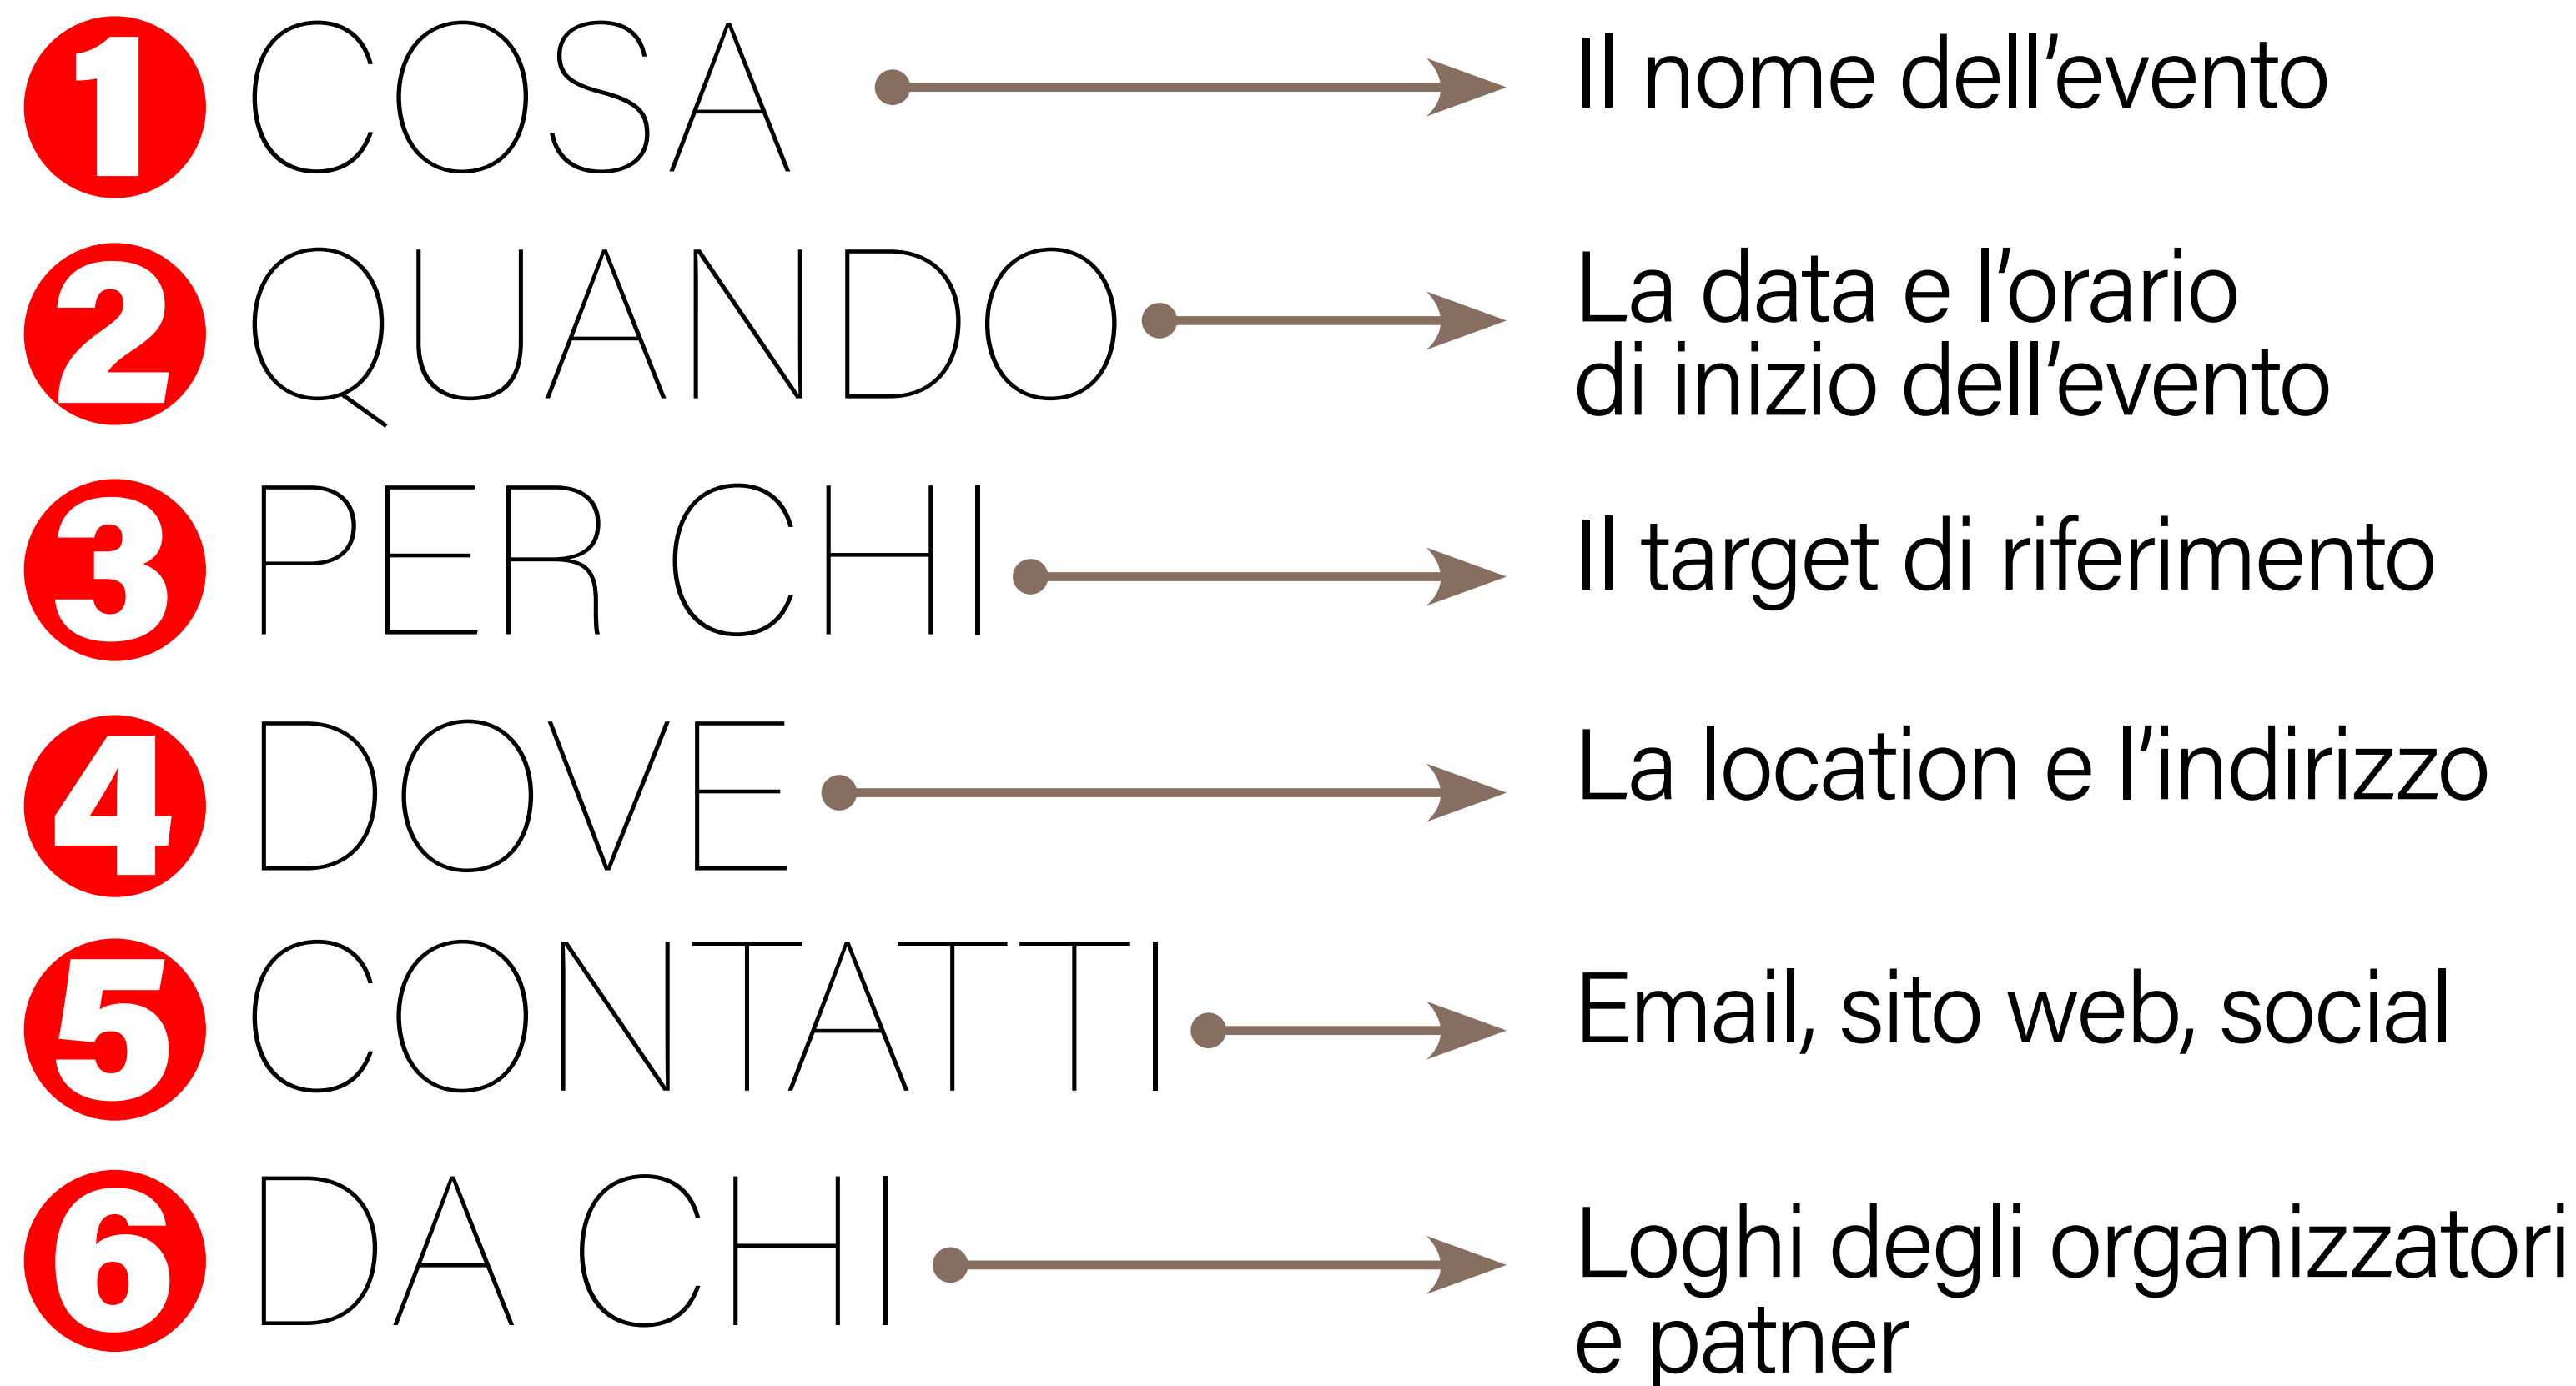 1 COSA Il nome dell’evento
2 QUANDO La data e l’orario
di inizio dell’evento
3 PER CHI Il target di riferimento
4 DOVE La location e l’indirizzo
5 CONTATTI Email, sito web, social
6 DA CHI Loghi degli organizzatori
e patner